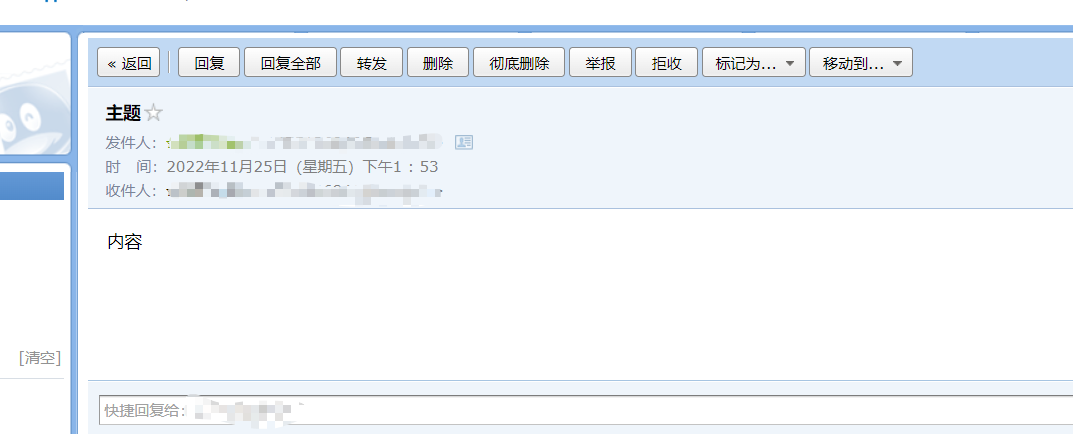 « 返回 回复 回复全部 转发 删除 彻底删除 举报 拒收 标记为... 移动到...
主题
发件人：
时 间： 2022年11月25日（星期五）下午1：53
收件人：
内容
[清空]
快捷回复给：